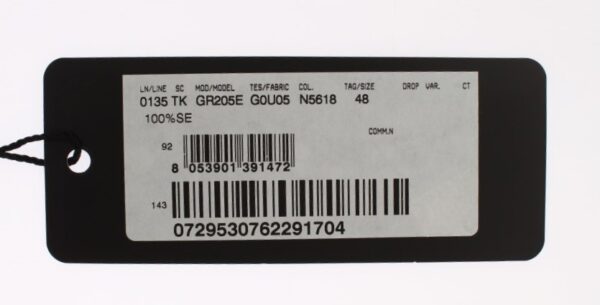 LN/LINE SC MOD/MODEL TES/FABRIC COL. TAG/SIZE DROP VAR. CT
0135 TK GR205E G0U05 N5618 48
100%SE
COMM.N
92
8 053901 391472
143
0729530762291704